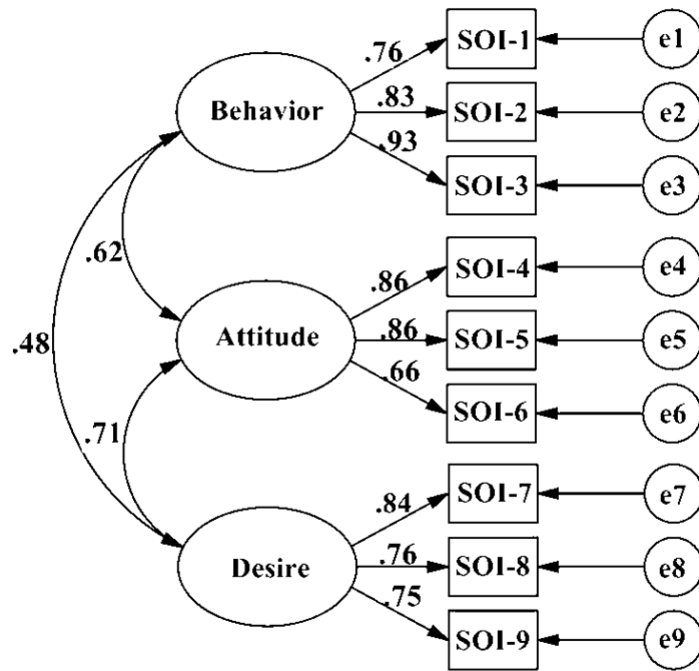 SOI-1
e1
.76
Behavior
.83
SOI-2
e2
.93
SOI-3
e3
.62
SOI-4
e4
.86
Attitude
.86
SOI-5
e5
.48
.66
SOI-6
e6
.71
SOI-7
e7
.84
Desire
.76
SOI-8
e8
.75
SOI-9
e9